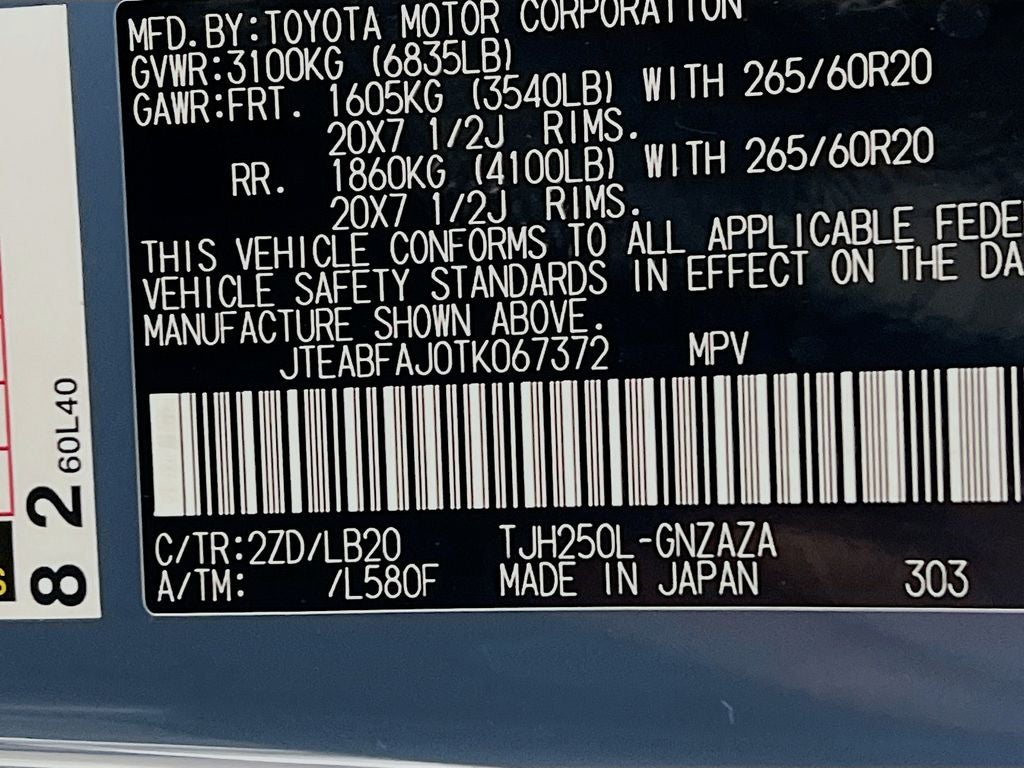 MFD. BY: TOYOTA MOTOR CORPORATION
GVWR: 3100KG (6835LB)
GAWR: FRT. 1605KG (3540LB) WITH 265/60R20
20X7 1/2J RIMS.
RR. 1860KG (4100LB) WITH 265/60R20
20X7 1/2J RIMS.
THIS VEHICLE CONFORMS TO ALL APPLICABLE FEDE
VEHICLE SAFETY STANDARDS IN EFFECT ON THE DA
MANUFACTURE SHOWN ABOVE.
JTEABFAJ0TK067372 MPV
C/TR: 2ZD/LB20 TJH250L-GNZAZA
A/TM: /L580F MADE IN JAPAN 303
82 60L40
S